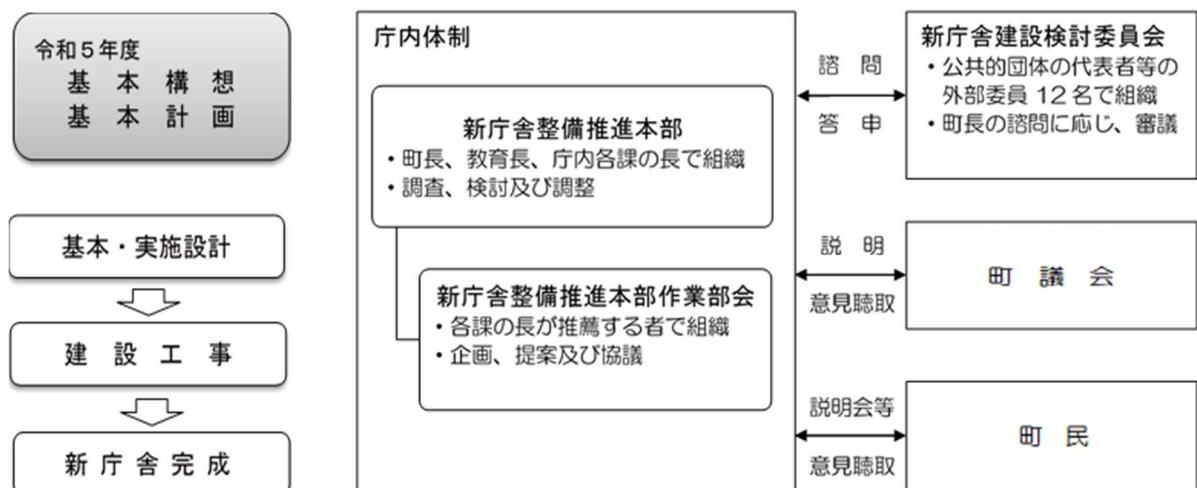 令和５年度
基本構想
基本計画
基本・実施設計
建設工事
新庁舎完成
庁内体制
新庁舎整備推進本部
・町長、教育長、庁内各課の長で組織
・調査、検討及び調整
新庁舎整備推進本部作業部会
・各課の長が推薦する者で組織
・企画、提案及び協議
諮問
答申
説明
意見聴取
説明会等
意見聴取
新庁舎建設検討委員会
・公共的団体の代表者等の
外部委員 12 名で組織
・町長の諮問に応じ、審議
町議会
町民